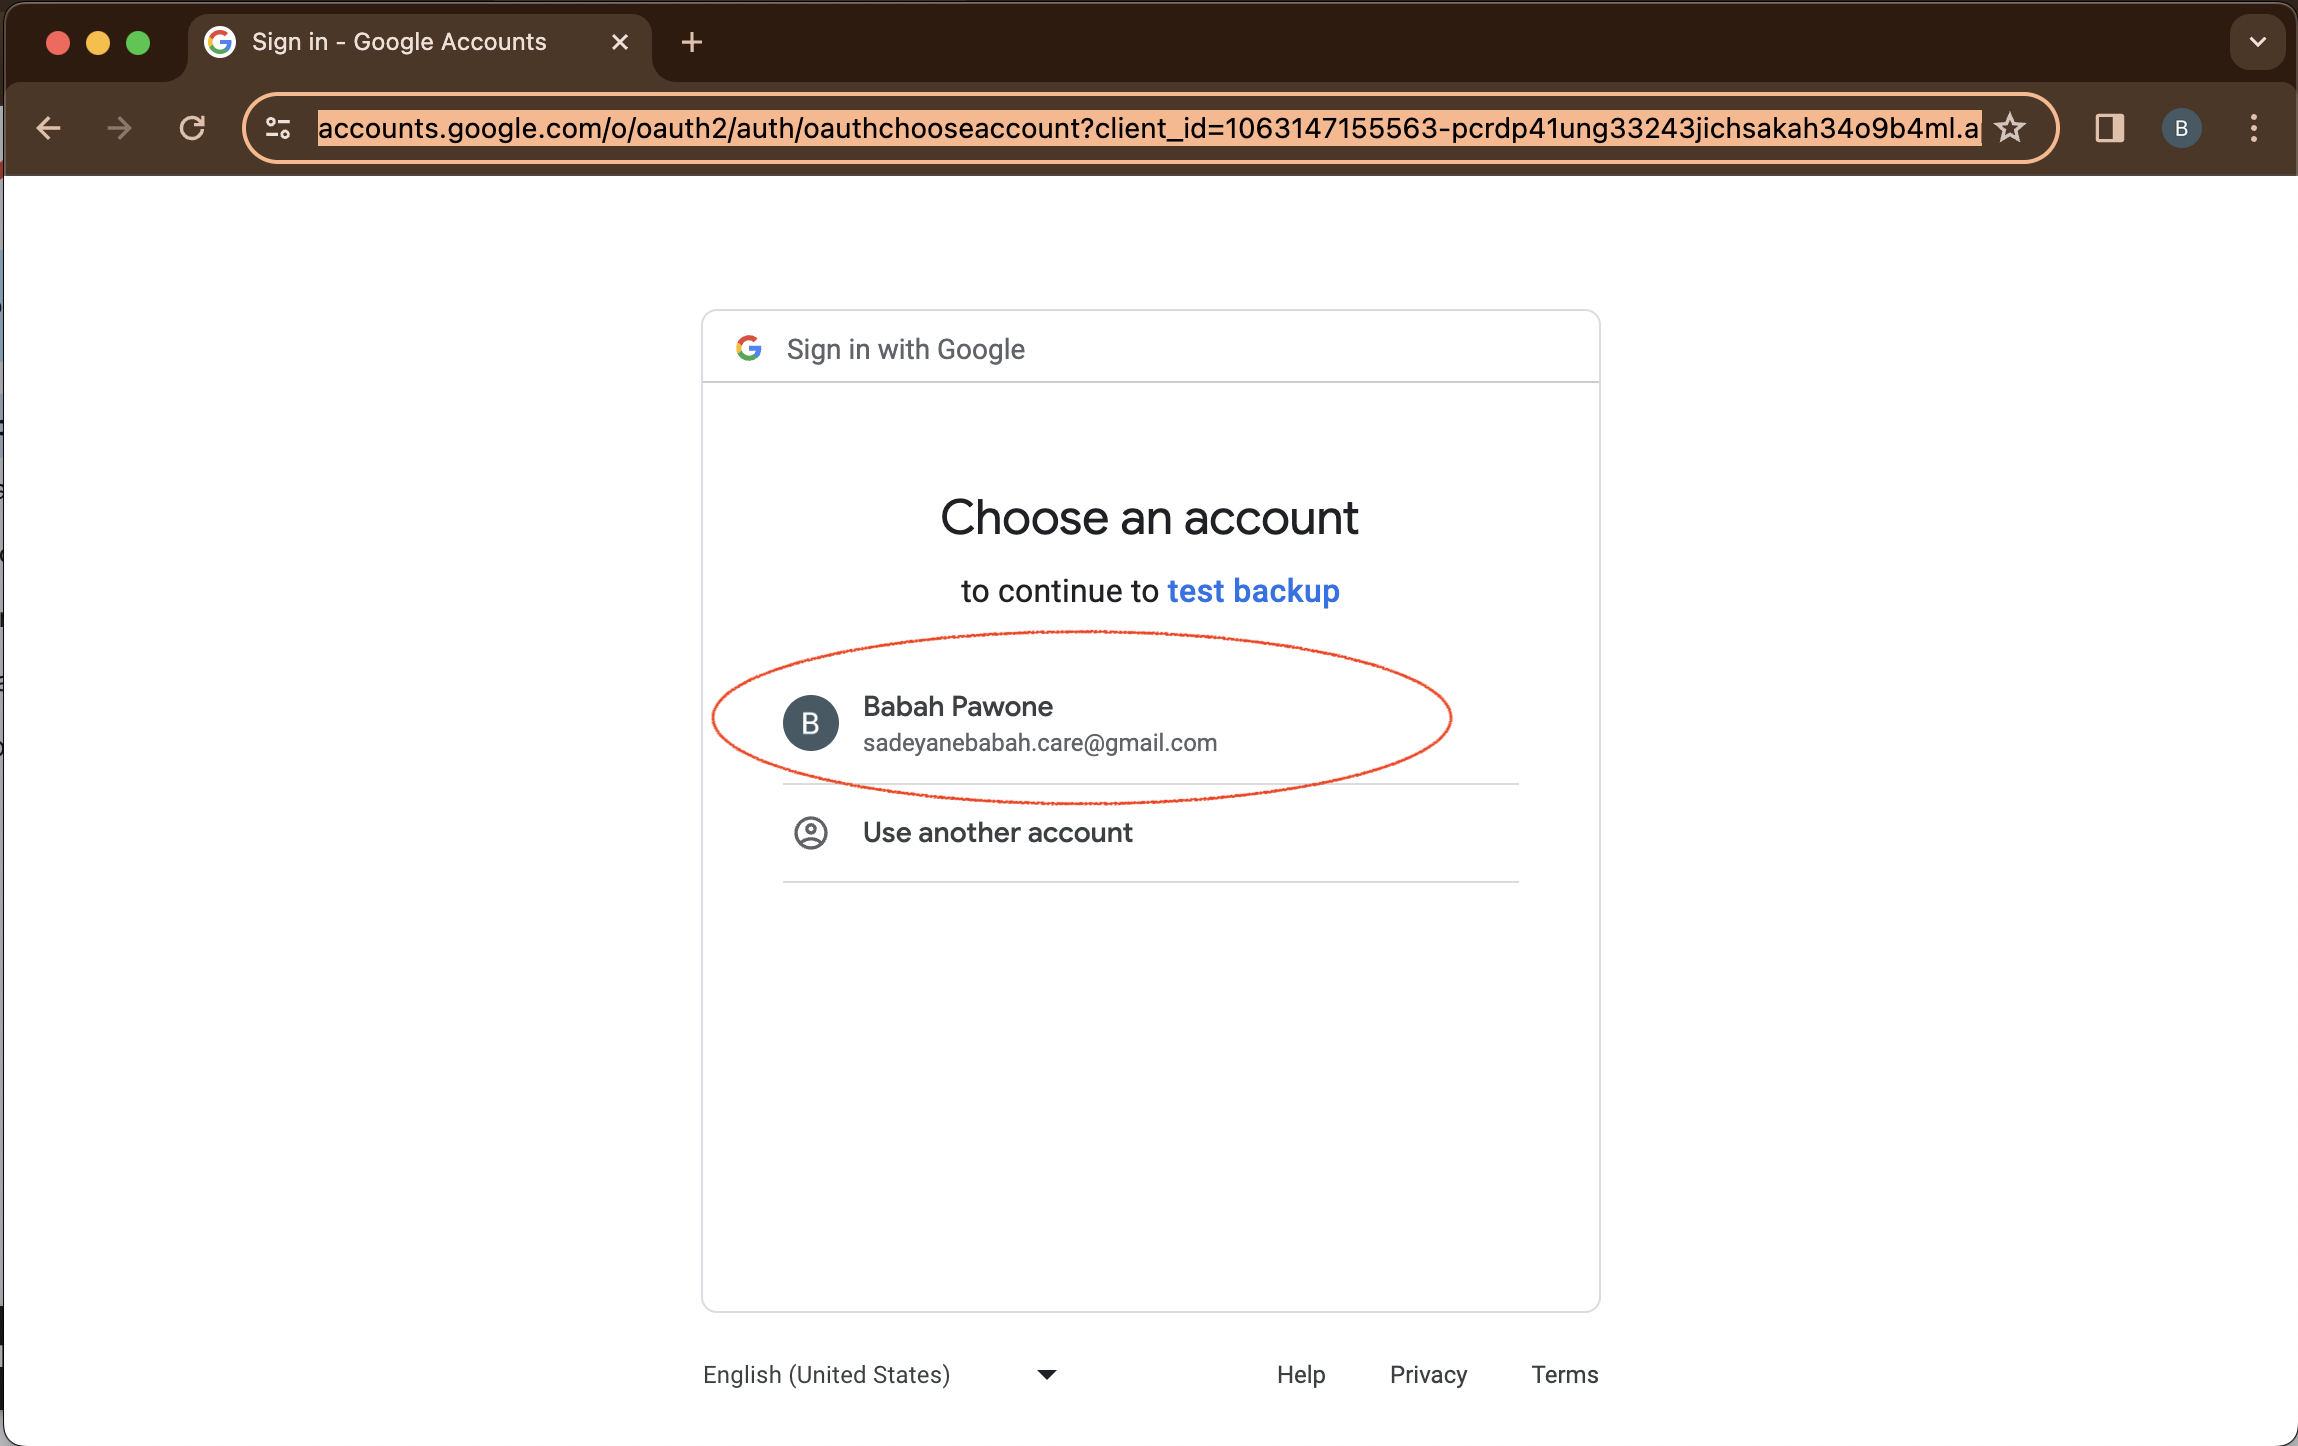 Sign in - Google Accounts
accounts.google.com/o/oauth2/auth/oauthchooseaccount?client_id=1063147155563-pcrdp41ung33243jichsakah34o9b4ml.a
B
Sign in with Google
Choose an account
to continue to test backup
B
Babah Pawone
sadeyanebabah.care@gmail.com
Use another account
English (United States)
Help
Privacy
Terms